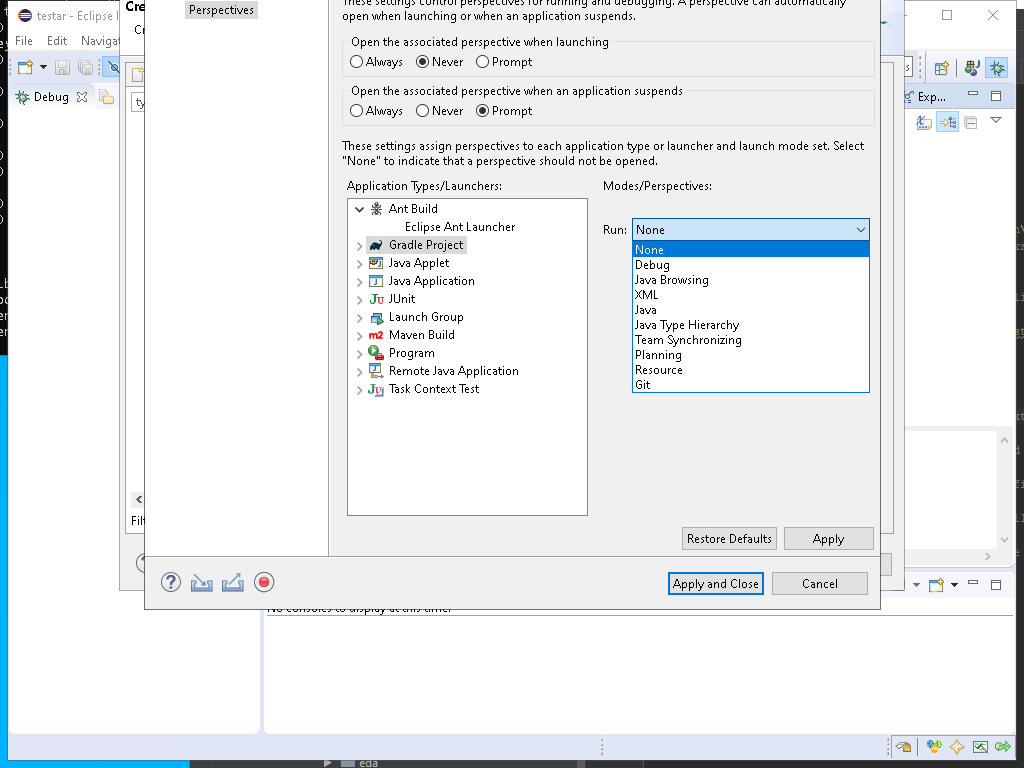 testar - Eclipse
Cre
Perspectives
These settings control perspectives for running and debugging. A perspective can automatically
open when launching or when an application suspends.
File Edit Navigat
Open the associated perspective when launching
Always Never Prompt
Debug
Exp...
Open the associated perspective when an application suspends
Always Never Prompt
These settings assign perspectives to each application type or launcher and launch mode set. Select
"None" to indicate that a perspective should not be opened.
Application Types/Launchers:
Modes/Perspectives:
Ant Build
Eclipse Ant Launcher
Gradle Project
Java Applet
Java Application
JUnit
Launch Group
Maven Build
Program
Remote Java Application
Task Context Test
Run: None
None
Debug
Java Browsing
XML
Java
Java Type Hierarchy
Team Synchronizing
Planning
Resource
Git
Filt
Restore Defaults Apply
Apply and Close Cancel
No consoles to display at this time.
eda